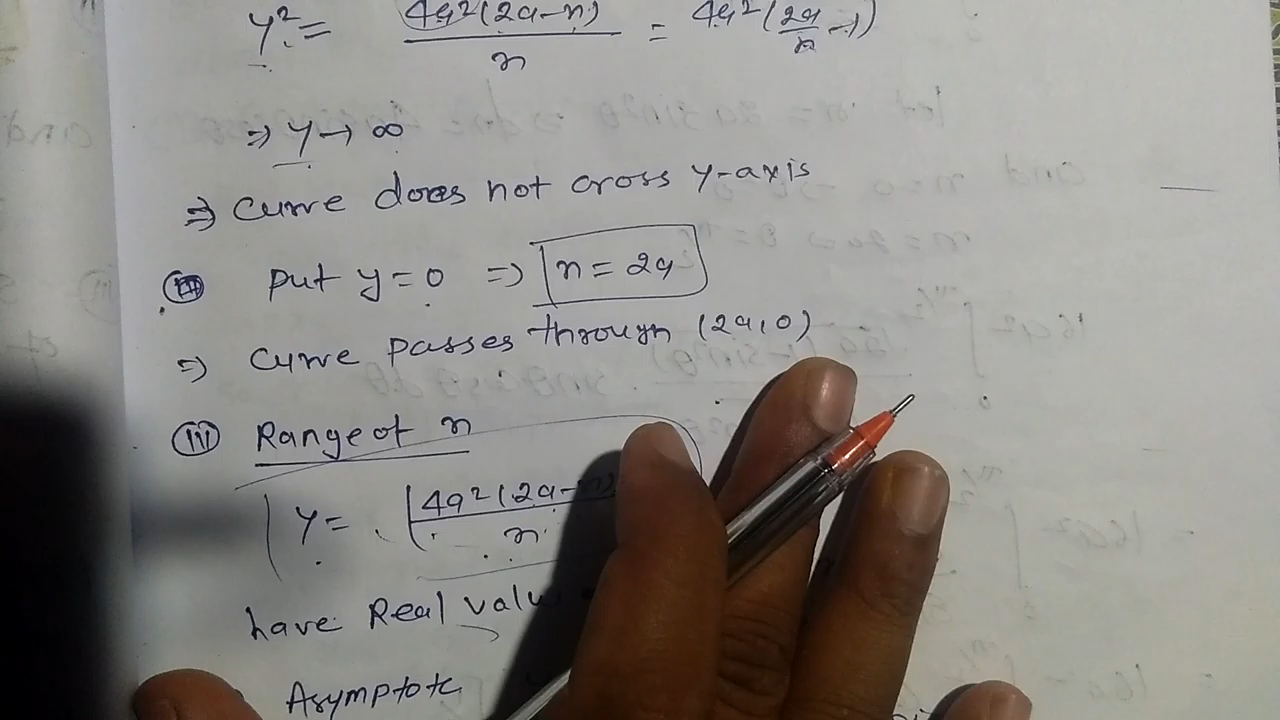 y² = 4a²(2a-x)/x = 4a²(2a/x - 1)
⇒ y → ∞
⇒ Curve does not cross y-axis
(ii) put y = 0 ⇒ x = 2a
⇒ Curve passes through (2a, 0)
(iii) Range of x
y = √4a²(2a-x)/x
have Real
Asymptote